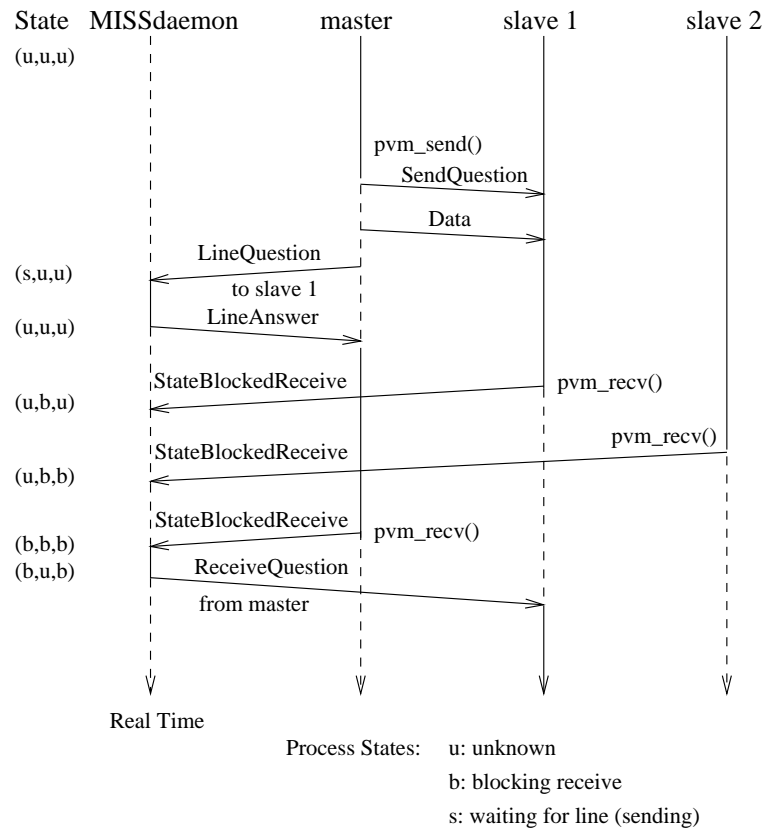 State MISSdaemon master slave 1 slave 2
(u,u,u)
pvm_send()
SendQuestion
Data
LineQuestion
(s,u,u)
to slave 1
LineAnswer
(u,u,u)
StateBlockedReceive
pvm_recv()
(u,b,u)
pvm_recv()
StateBlockedReceive
(u,b,b)
StateBlockedReceive
pvm_recv()
(b,b,b)
ReceiveQuestion
(b,u,b)
from master
Real Time
Process States: u: unknown
b: blocking receive
s: waiting for line (sending)